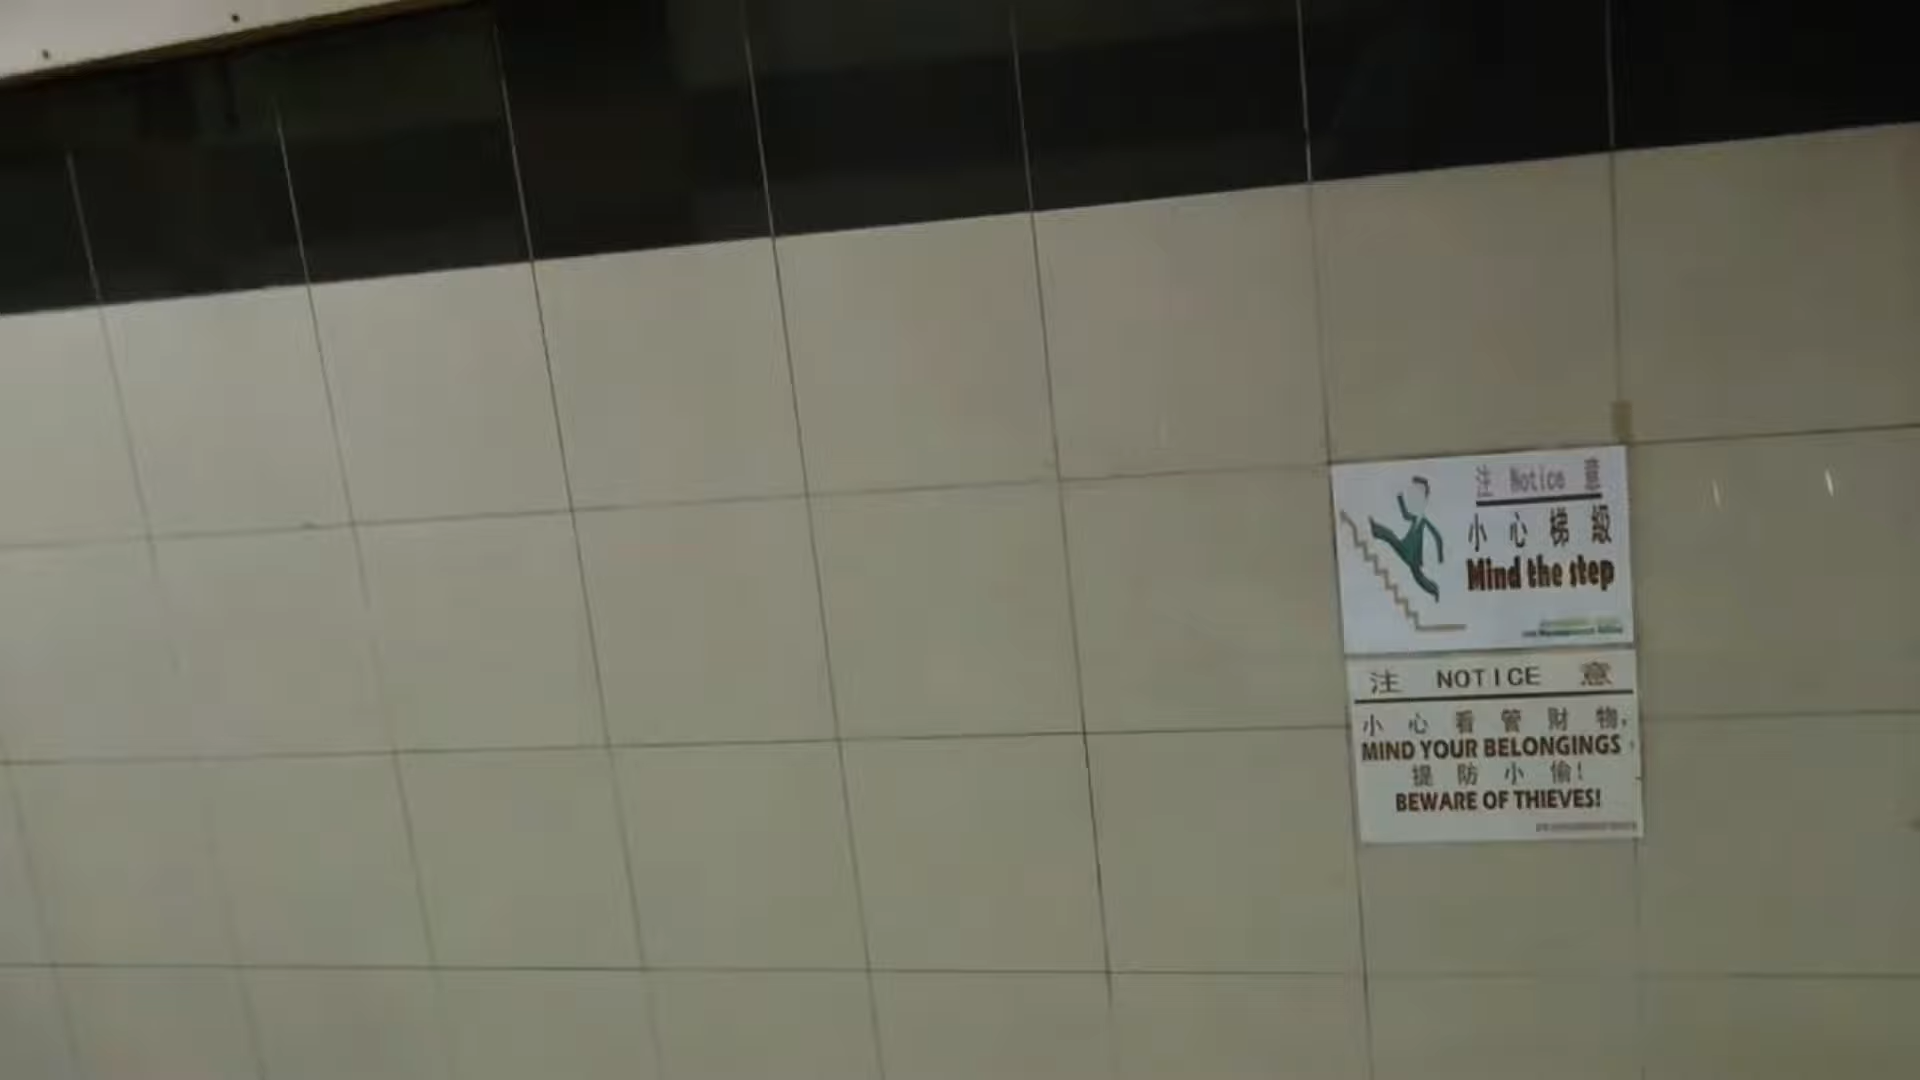 注 Notice 意
小心梯級
Mind the step
注 NOTICE 意
小心看管財物,
MIND YOUR BELONGINGS
提防小偷!
BEWARE OF THIEVES!